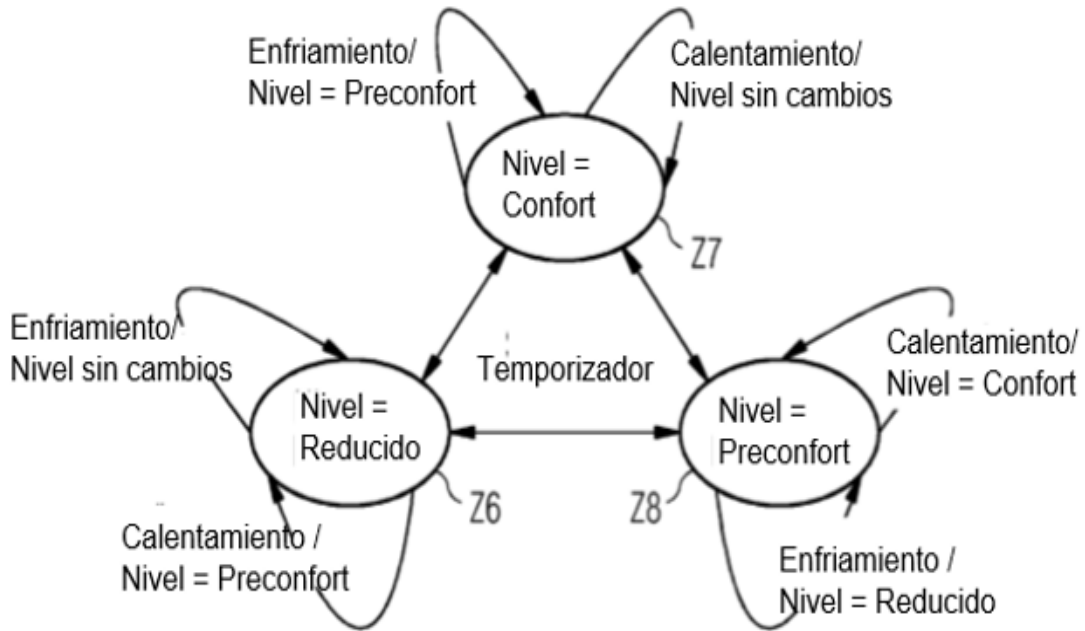 Enfriamiento/
Nivel = Preconfort
Calentamiento/
Nivel sin cambios
Nivel =
Confort
Z7
Enfriamiento/
Nivel sin cambios
Temporizador
Calentamiento/
Nivel = Confort
Nivel =
Reducido
Nivel =
Preconfort
Z6
Z8
Calentamiento /
Nivel = Preconfort
Enfriamiento /
Nivel = Reducido